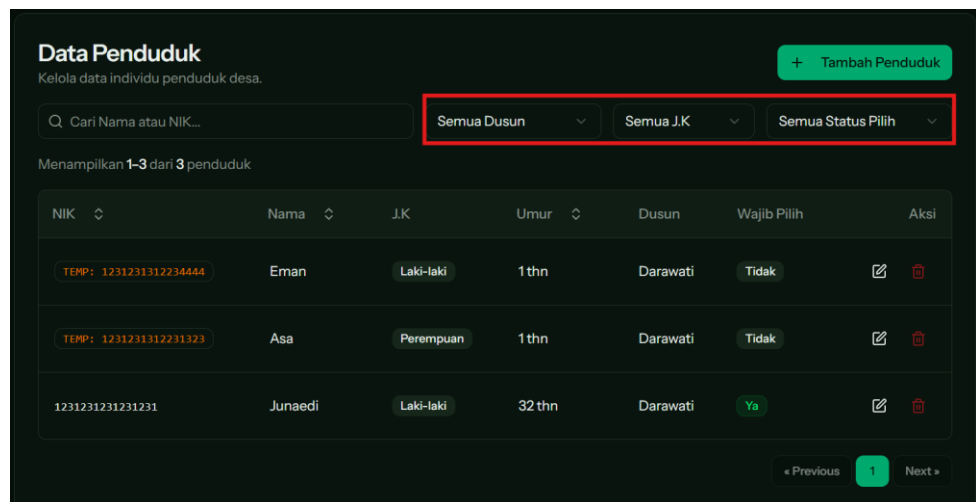 Data Penduduk
Kelola data individu penduduk desa.
+ Tambah Penduduk
Cari Nama atau NIK...
Semua Dusun
Semua J.K
Semua Status Pilih
Menampilkan 1–3 dari 3 penduduk
NIK Nama J.K Umur Dusun Wajib Pilih Aksi
TEMP: 1231231312234444 Eman Laki-laki 1 thn Darawati Tidak
TEMP: 1231231312231323 Asa Perempuan 1 thn Darawati Tidak
1231231231231231 Junaedi Laki-laki 32 thn Darawati Ya
« Previous 1 Next »